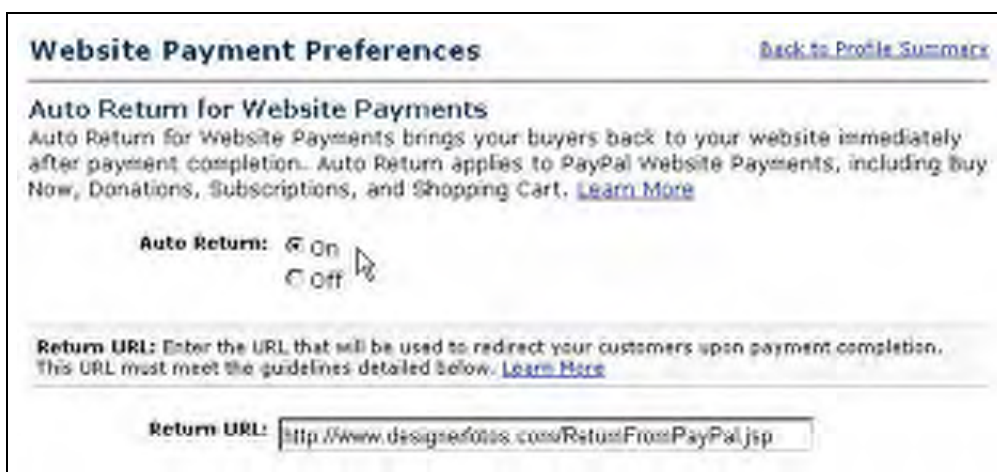 Website Payment Preferences
Back to Profile Summary
Auto Return for Website Payments
Auto Return for Website Payments brings your buyers back to your website immediately
after payment completion. Auto Return applies to PayPal Website Payments, including Buy
Now, Donations, Subscriptions, and Shopping Cart. Learn More
Auto Return: On
Off
Return URL: Enter the URL that will be used to redirect your customers upon payment completion.
This URL must meet the guidelines detailed below. Learn More
Return URL: http://www.designerfotos.com/ReturnFromPayPal.jsp